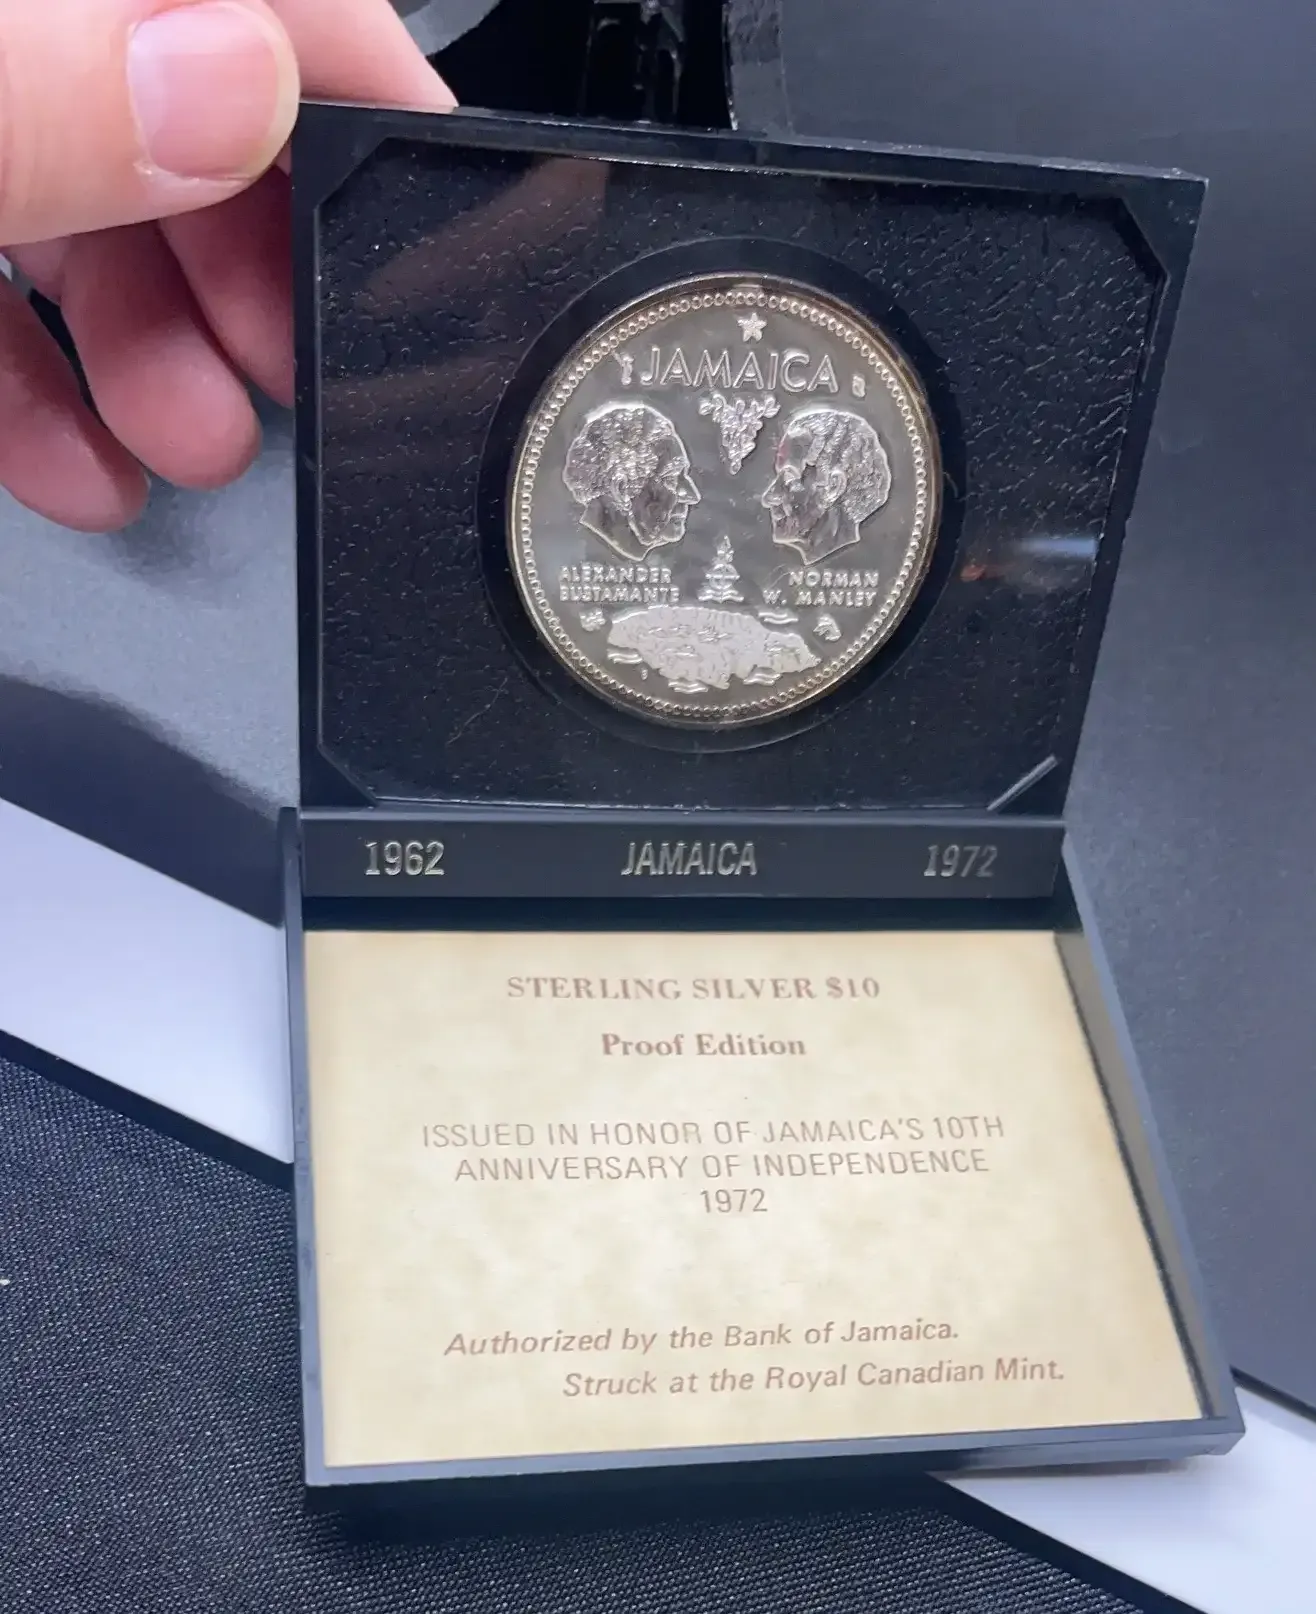 JAMAICA
ALEXANDER
BUSTAMANTE
NORMAN
W. MANLEY
1962 JAMAICA 1972
STERLING SILVER $10
Proof Edition
ISSUED IN HONOR OF JAMAICA'S 10TH
ANNIVERSARY OF INDEPENDENCE
1972
Authorized by the Bank of Jamaica.
Struck at the Royal Canadian Mint.